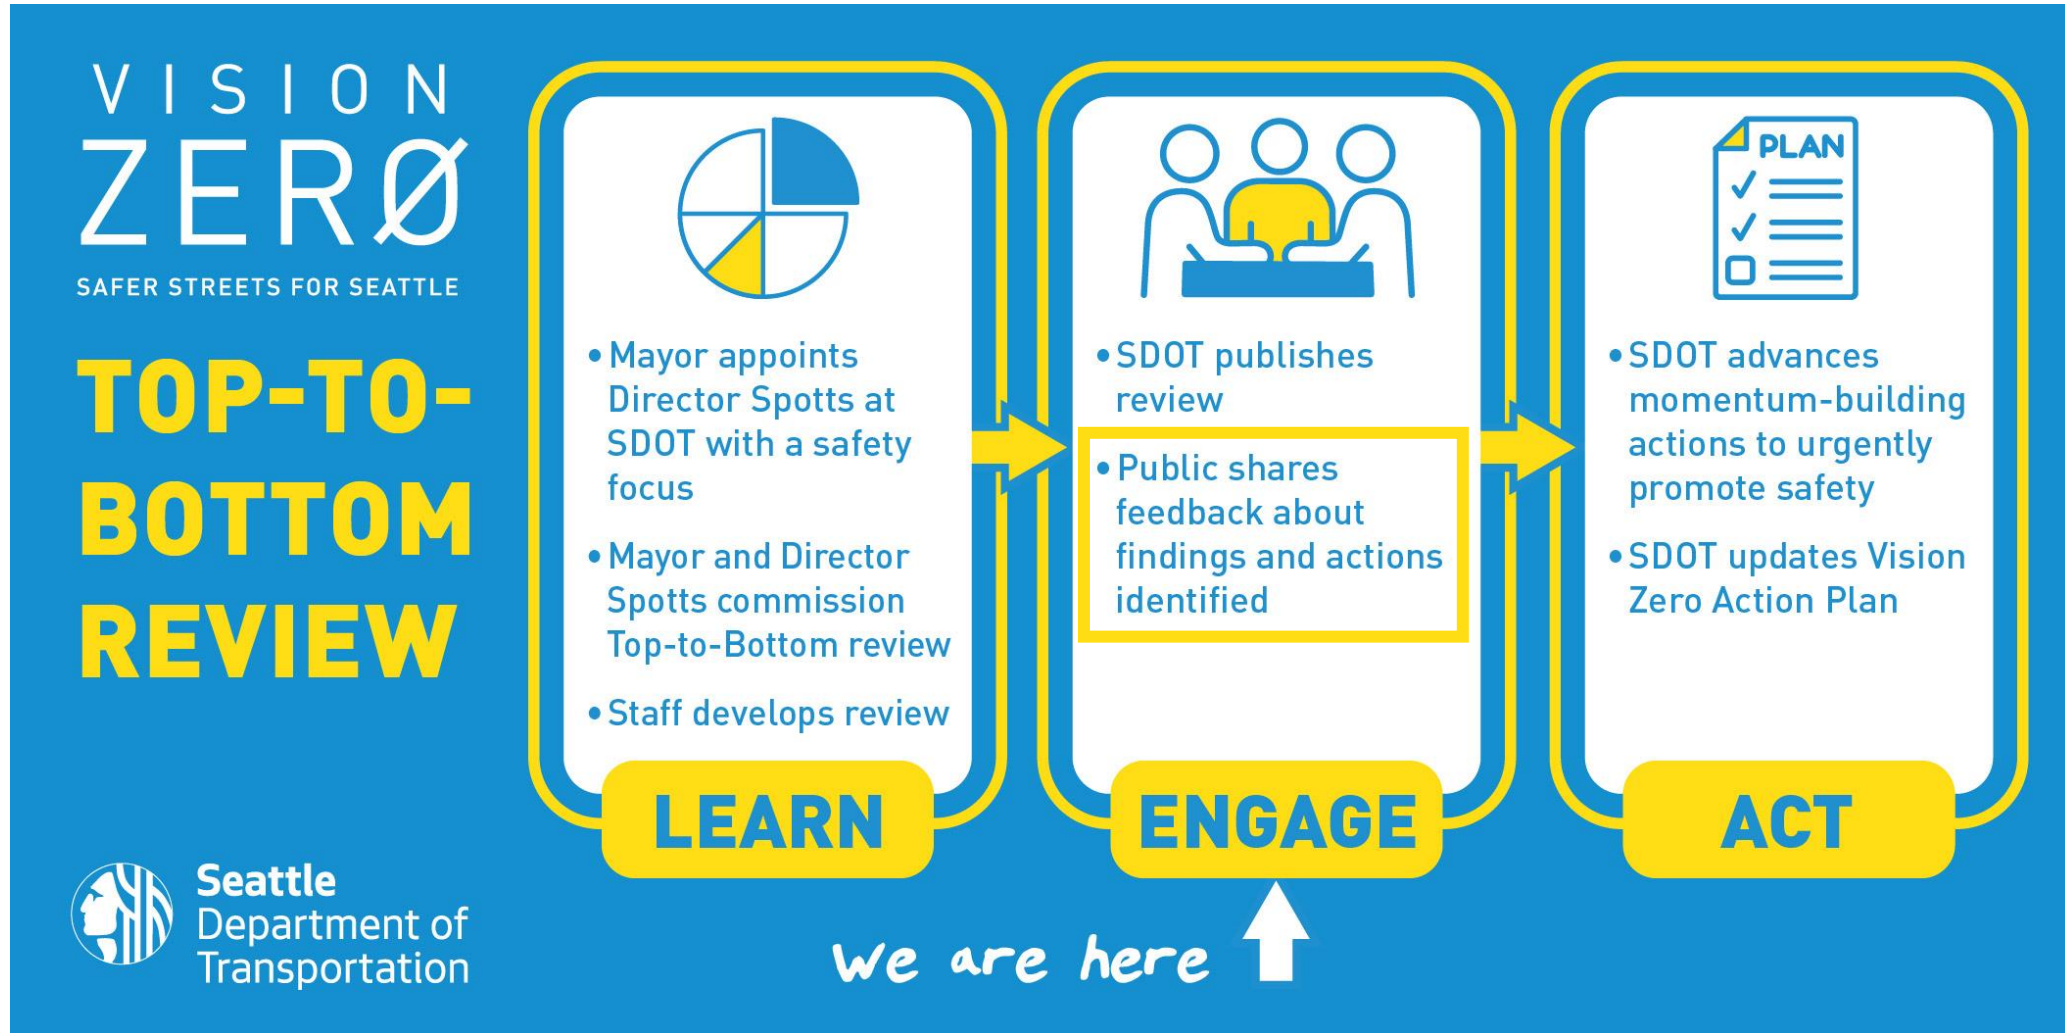 VISION
ZERØ
SAFER STREETS FOR SEATTLE
TOP-TO-
BOTTOM
REVIEW
Seattle
Department of
Transportation
• Mayor appoints
Director Spotts at
SDOT with a safety
focus
• Mayor and Director
Spotts commission
Top-to-Bottom review
• Staff develops review
LEARN
• SDOT publishes
review
• Public shares
feedback about
findings and actions
identified
ENGAGE
PLAN
• SDOT advances
momentum-building
actions to urgently
promote safety
• SDOT updates Vision
Zero Action Plan
ACT
we are here